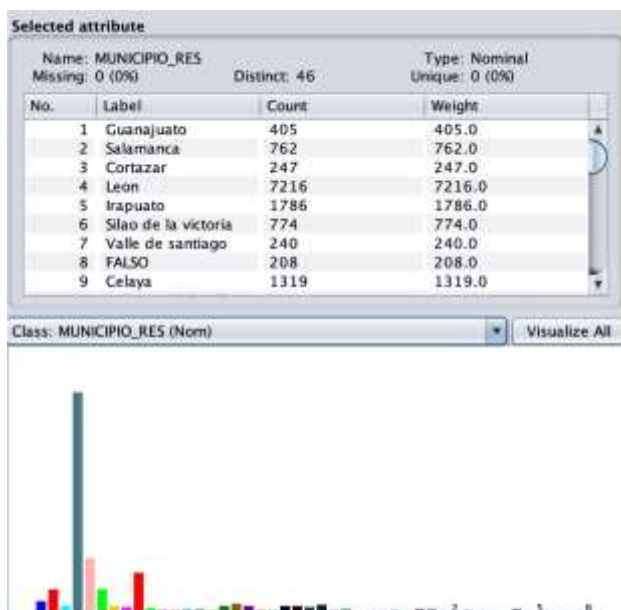 Selected attribute
Name: MUNICIPIO_RES Type: Nominal
Missing: 0 (0%) Distinct: 46 Unique: 0 (0%)
No. Label Count Weight
1 Guanajuato 405 405.0
2 Salamanca 762 762.0
3 Cortazar 247 247.0
4 Leon 7216 7216.0
5 Irapuato 1786 1786.0
6 Silao de la victoria 774 774.0
7 Valle de santiago 240 240.0
8 FALSO 208 208.0
9 Celaya 1319 1319.0
Class: MUNICIPIO_RES (Nom) Visualize All